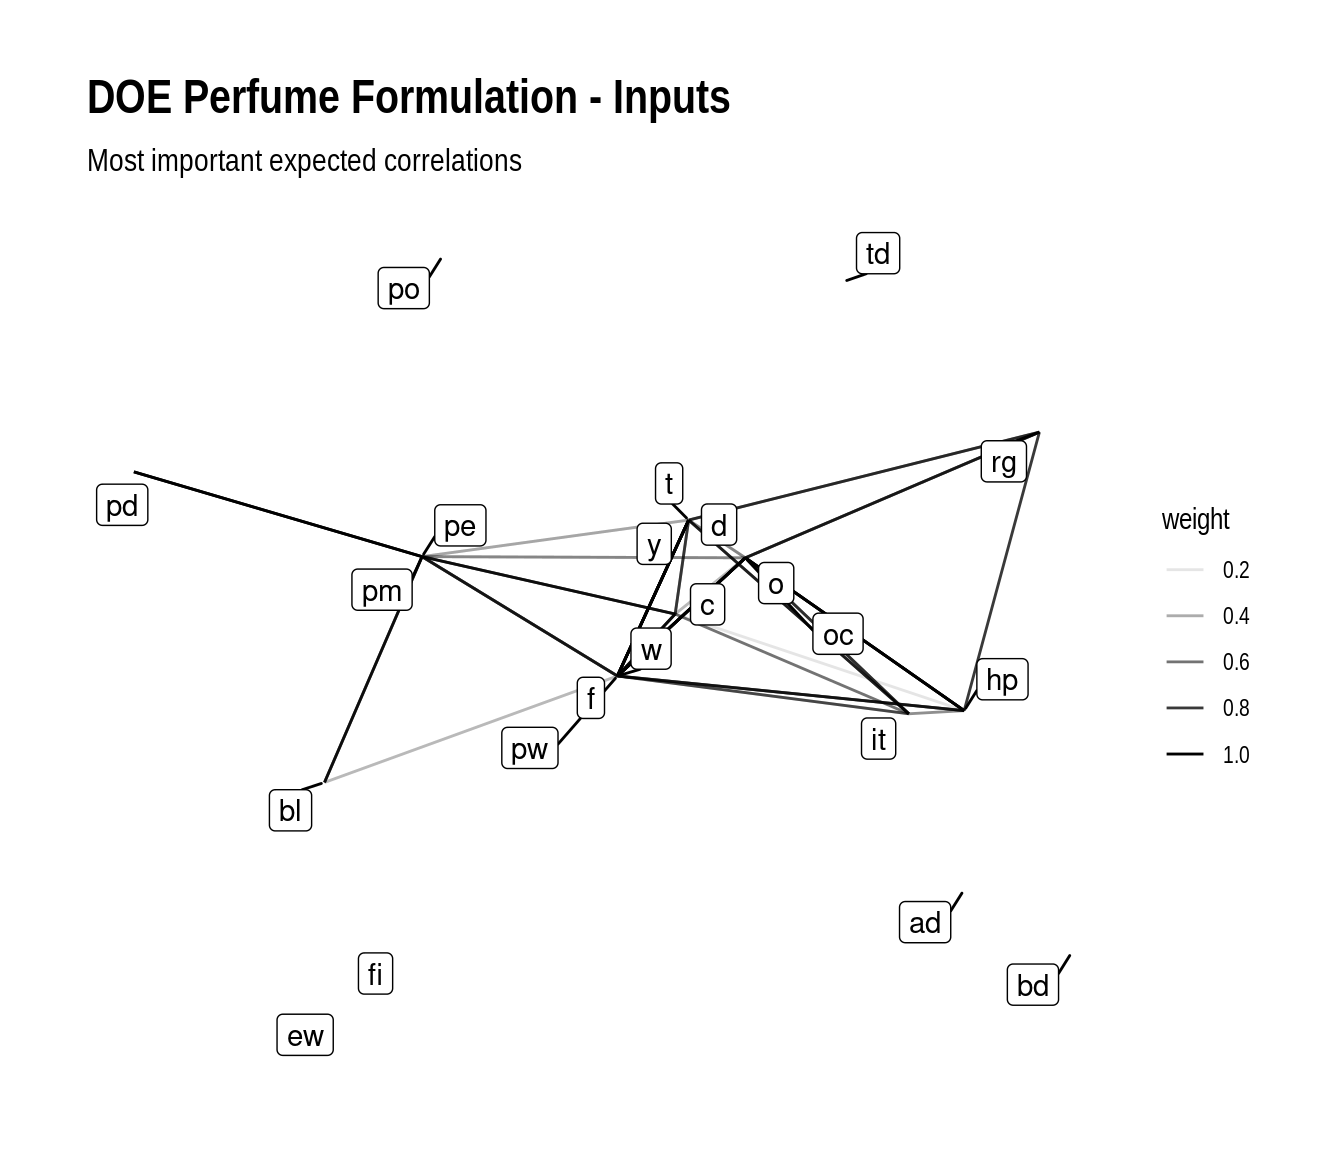 DOE Perfume Formulation - Inputs
Most important expected correlations
td
po
rg
t
pd
pe
d
y
weight
0.2
pm
o
c
0.4
oc
w
0.6
hp
f
0.8
it
pw
1.0
bl
ad
fi
bd
ew